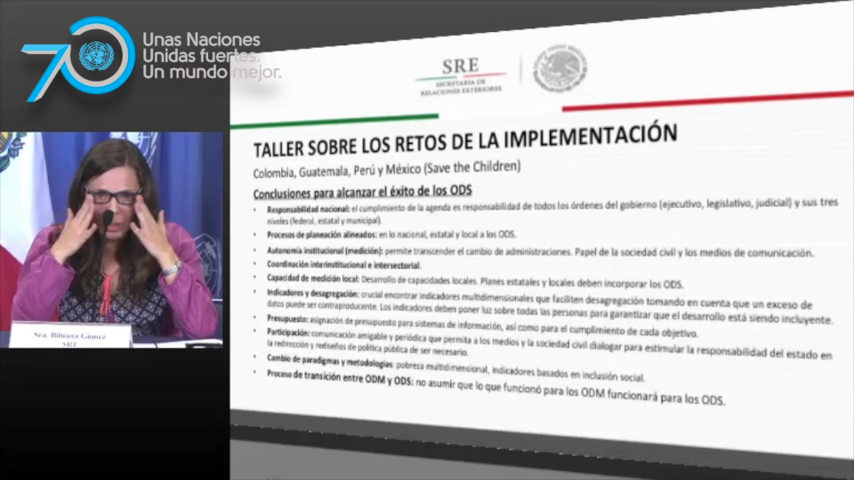 70
Unas Naciones
Unidas fuertes.
Un mundo mejor.
SRE
SECRETARÍA DE
RELACIONES EXTERIORES
TALLER SOBRE LOS RETOS DE LA IMPLEMENTACIÓN
Colombia, Guatemala, Perú y México (Save the Children)
Conclusiones para alcanzar el éxito de los ODS
• Responsabilidad nacional: el cumplimiento de la agenda es responsabilidad de todos los órdenes del gobierno (ejecutivo, legislativo, judicial) y sus tres
niveles (federal, estatal y municipal).
• Procesos de planeación alineados: en lo nacional, estatal y local a los ODS.
• Autonomía institucional (medición): permite transcender el cambio de administraciones. Papel de la sociedad civil y los medios de comunicación.
• Coordinación interinstitucional e intersectorial.
• Capacidad de medición local: Desarrollo de capacidades locales. Planes estatales y locales deben incorporar los ODS.
• Indicadores y desagregación: crucial encontrar indicadores multidimensionales que faciliten desagregación tomando en cuenta que un exceso de
datos puede ser contraproducente. Los indicadores deben poner luz sobre todas las personas para garantizar que el desarrollo está siendo incluyente.
• Presupuesto: asignación de presupuesto para sistemas de información, así como para el cumplimiento de cada objetivo.
• Participación: comunicación amigable y periódica que permita a los medios y la sociedad civil dialogar para estimular la responsabilidad del estado en
la redirección y rediseños de política pública de ser necesario.
• Cambio de paradigmas y metodologías: pobreza multidimensional, indicadores basados en inclusión social.
• Proceso de transición entre ODM y ODS: no asumir que lo que funcionó para los ODM funcionará para los ODS.
Sra. Bibiana Gómez
SRE